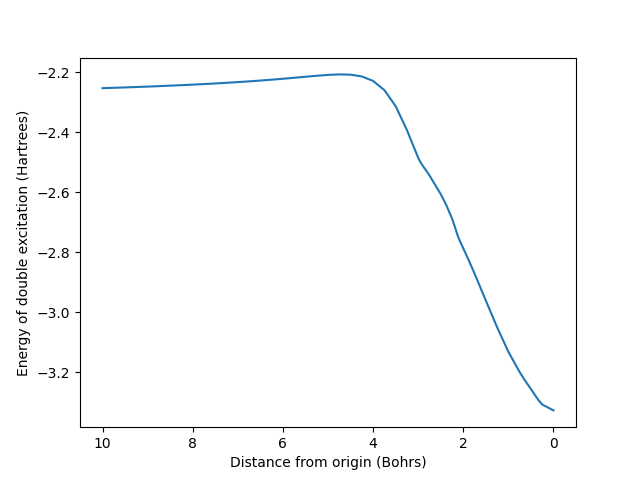 −2.2
−2.4
−2.6
−2.8
−3.0
−3.2
Energy of double excitation (Hartrees)
10 8 6 4 2 0
Distance from origin (Bohrs)